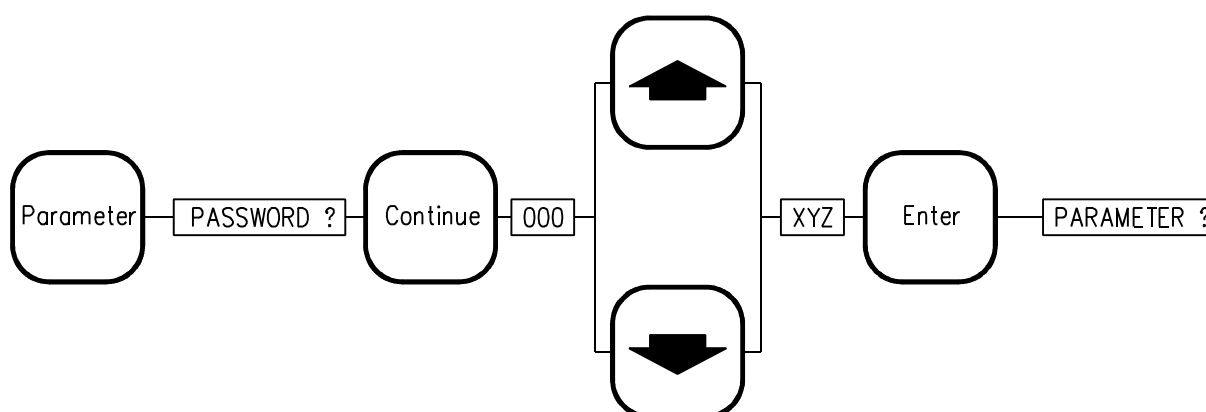 Parameter
PASSWORD ?
Continue
000
XYZ
Enter
PARAMETER ?